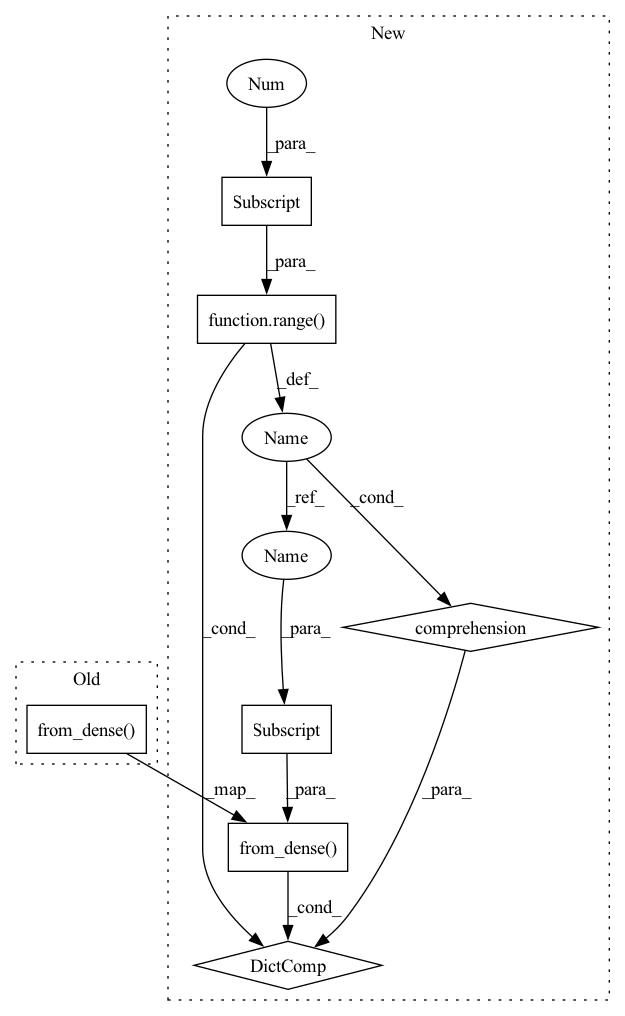 New
Num
_para_
Subscript
_para_
function.range()
_def_
Name
_ref_
_cond_
Name
_cond_
_para_
comprehension
Old
Subscript
from_dense()
_map_
_para_
_para_
from_dense()
_cond_
DictComp